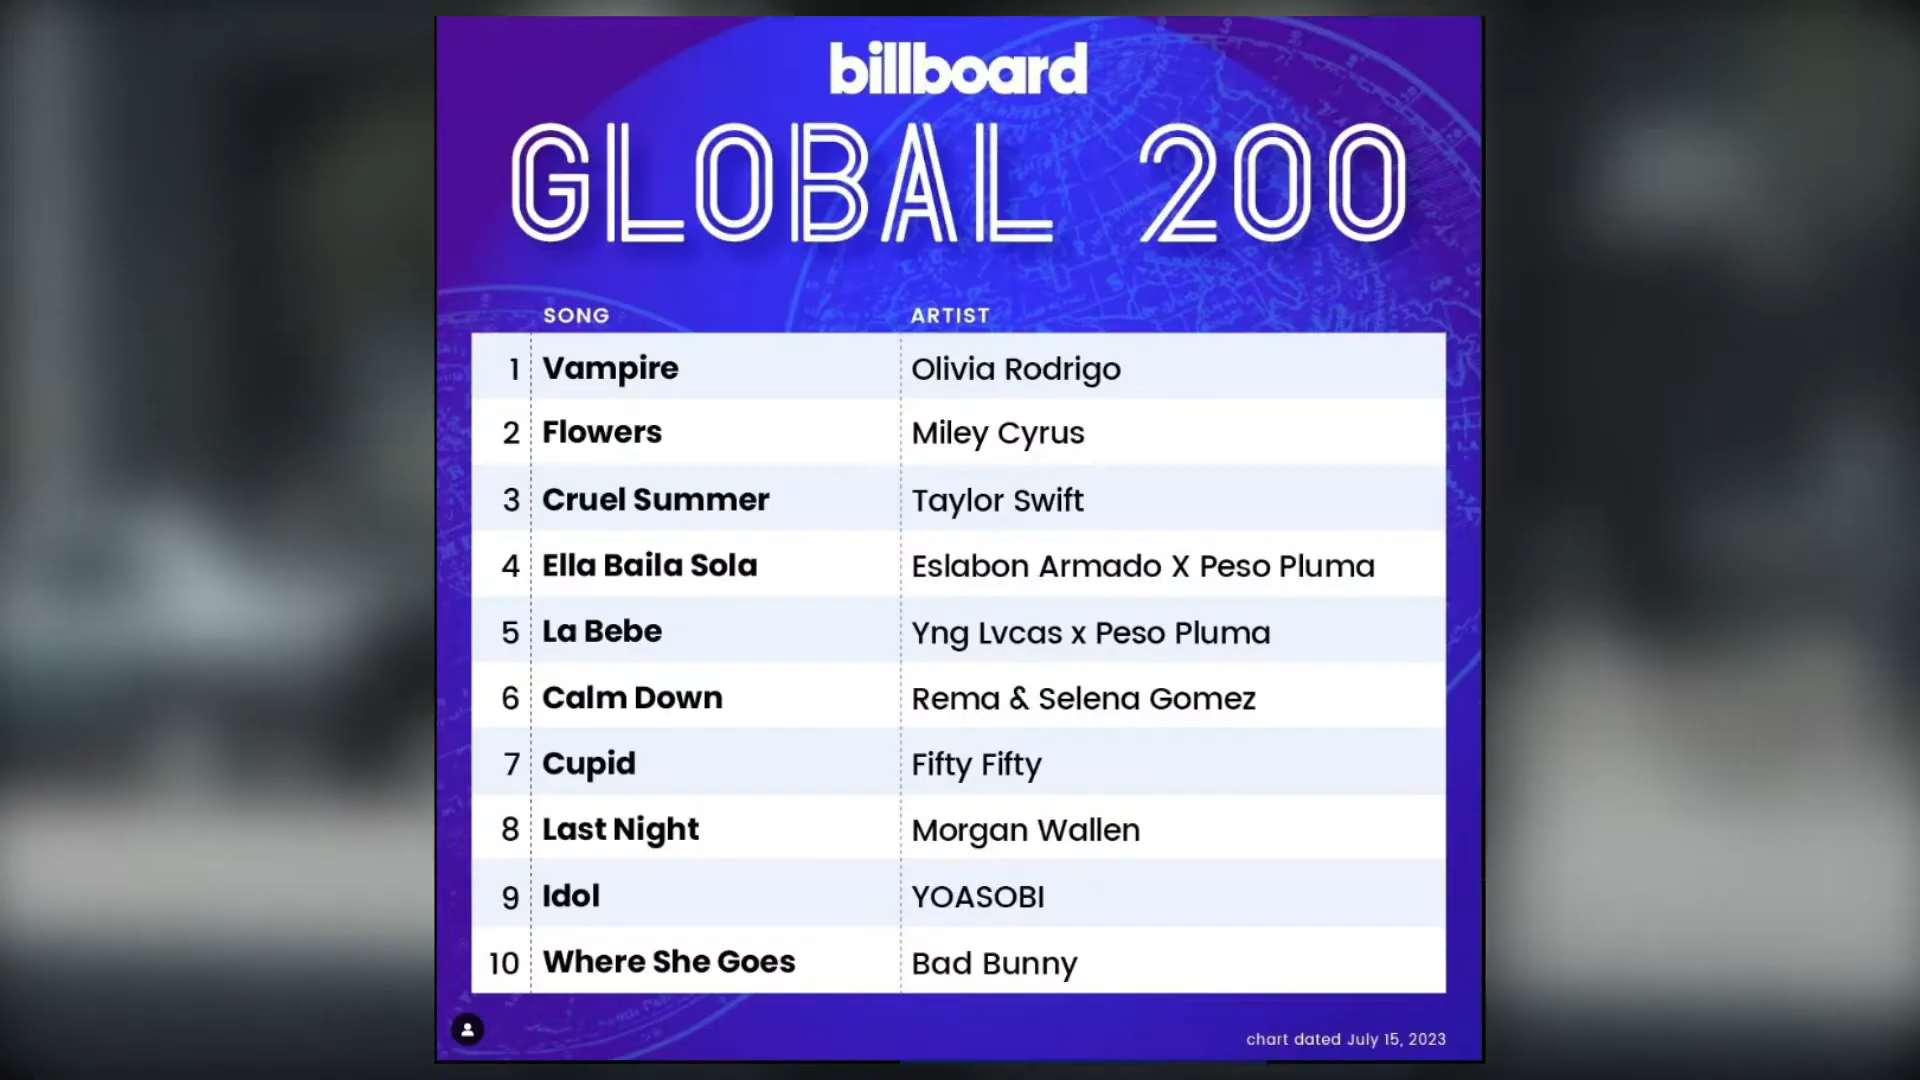 billboard
GLOBAL 200
SONG ARTIST
1 Vampire Olivia Rodrigo
2 Flowers Miley Cyrus
3 Cruel Summer Taylor Swift
4 Ella Baila Sola Eslabon Armado X Peso Pluma
5 La Bebe Yng Lvcas x Peso Pluma
6 Calm Down Rema & Selena Gomez
7 Cupid Fifty Fifty
8 Last Night Morgan Wallen
9 Idol YOASOBI
10 Where She Goes Bad Bunny
chart dated July 15, 2023